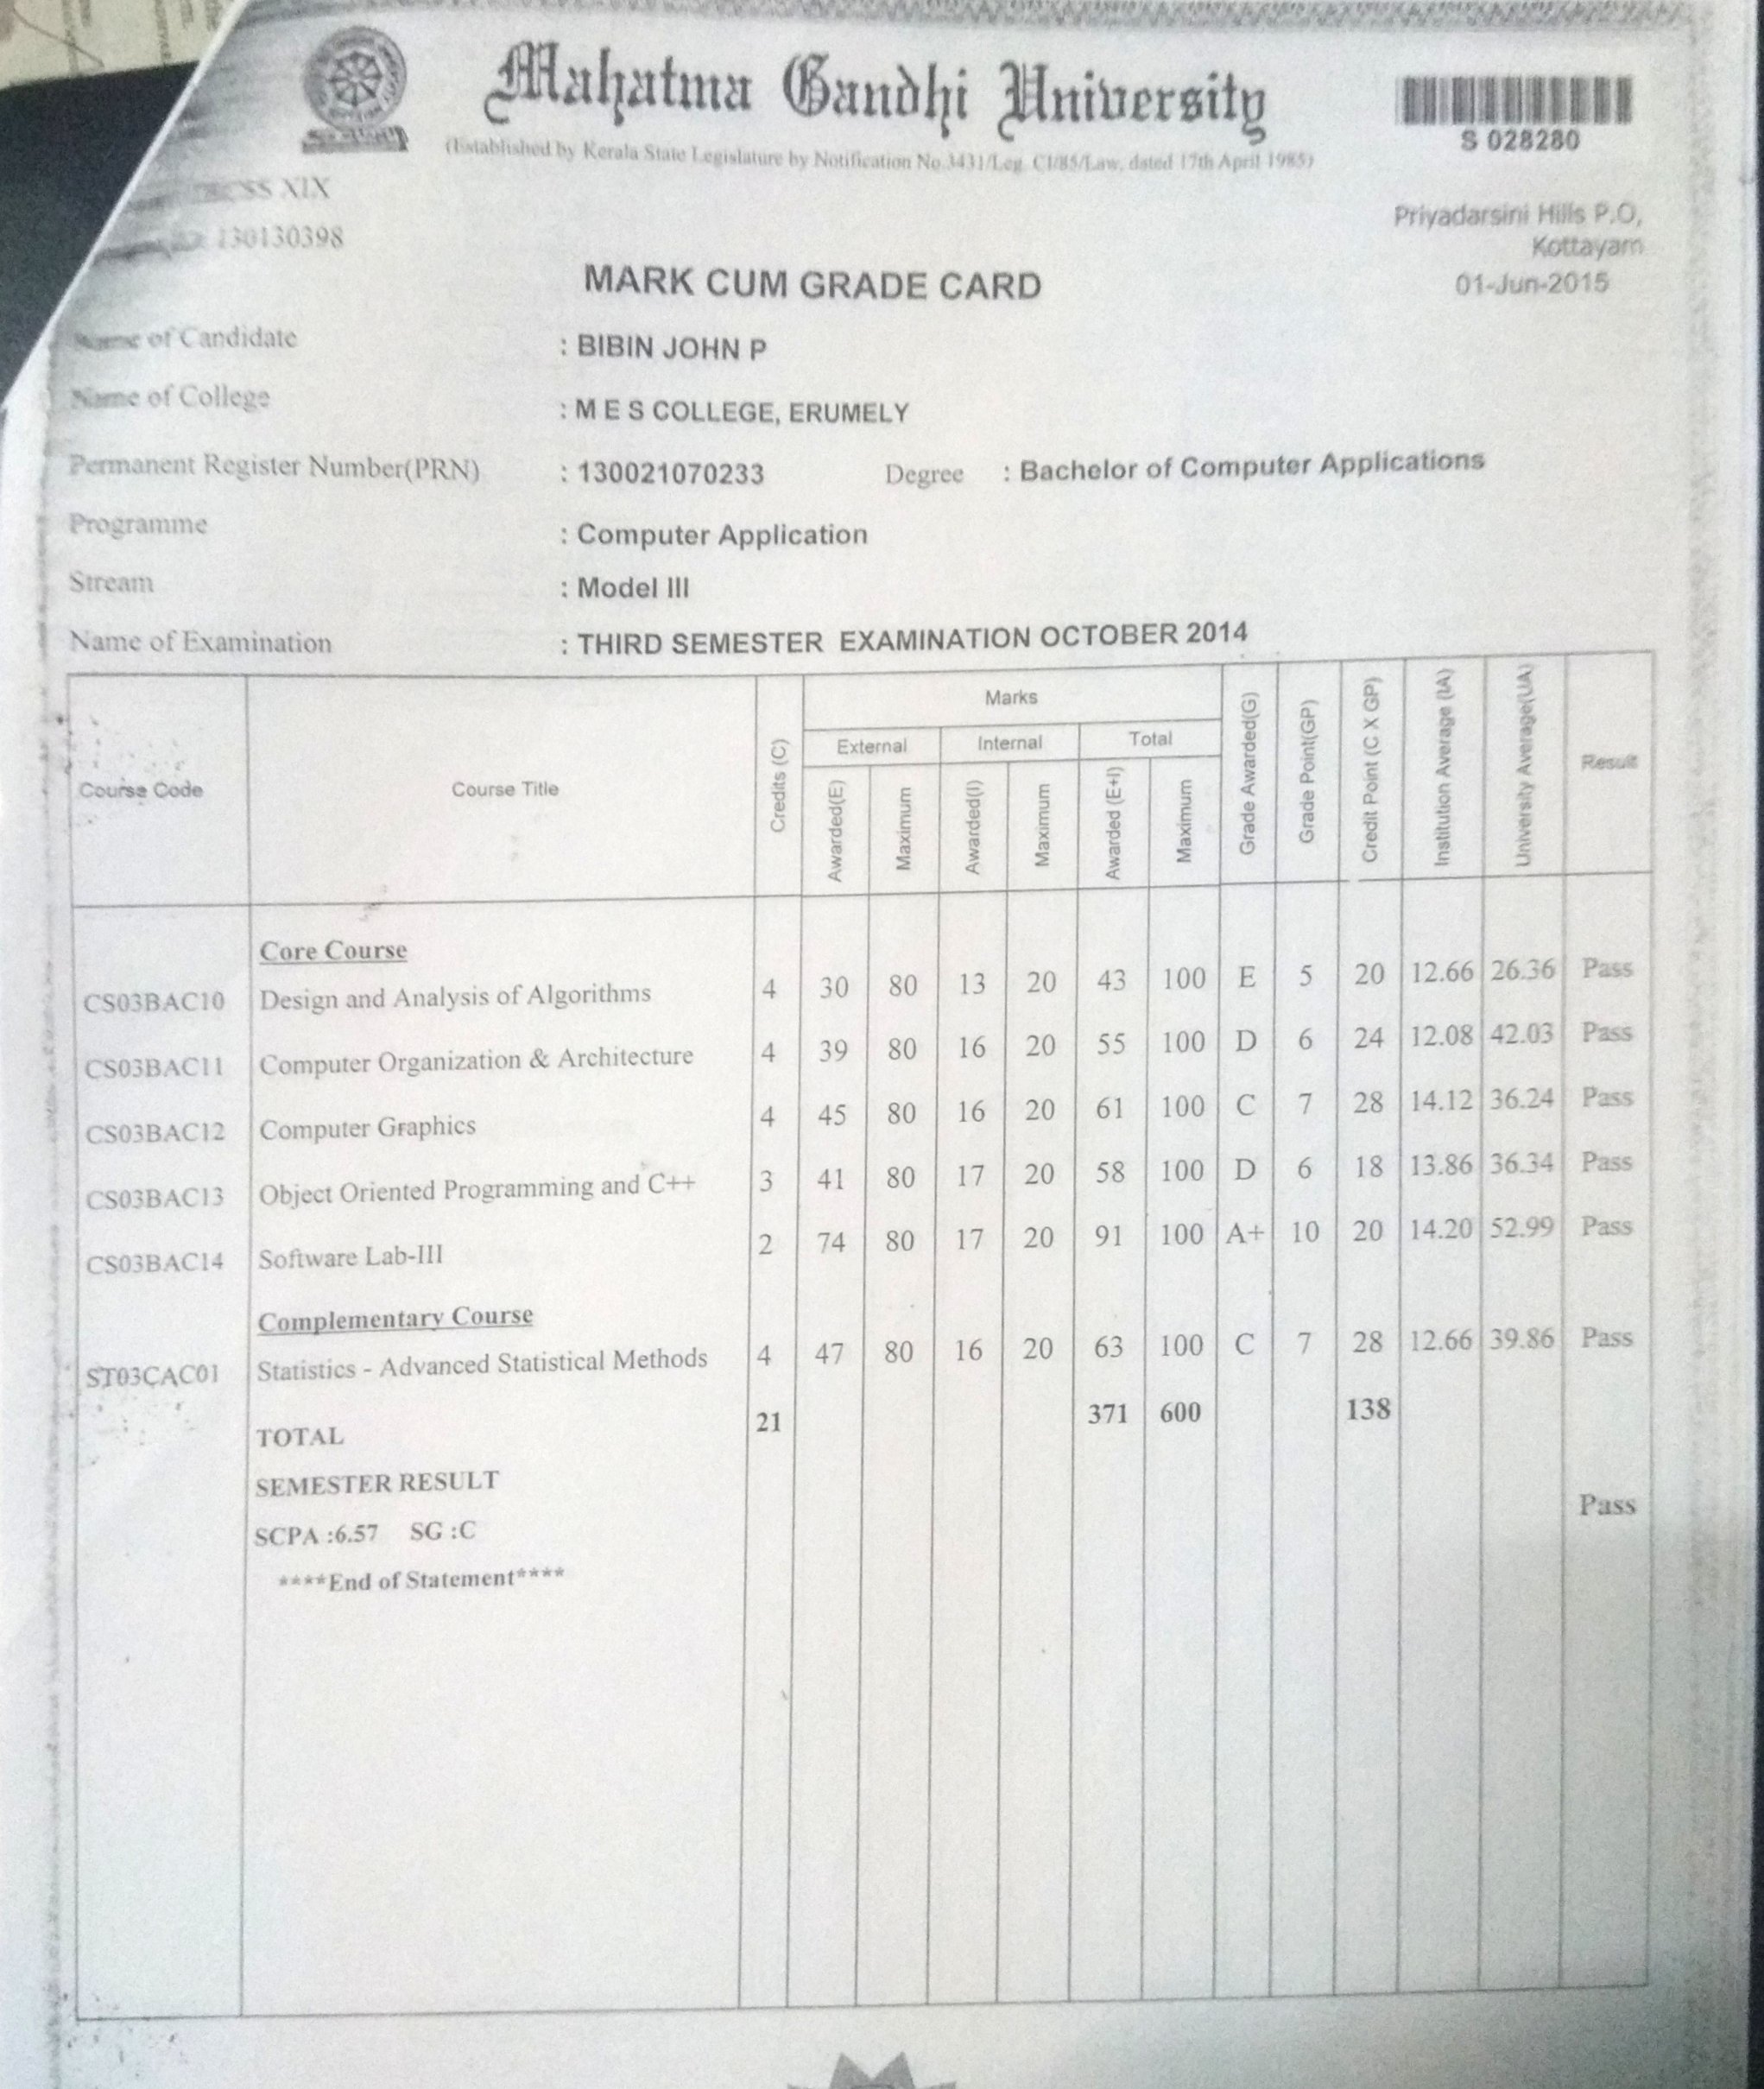 Mahatma Gandhi University
(Established by Kerala State Legislature by Notification No.3431/Leg. C1/85/Law, dated 17th April 1985)
S 028280
XIX
130130398
Priyadarsini Hills P.O,
Kottayam
01-Jun-2015
MARK CUM GRADE CARD
Name of Candidate : BIBIN JOHN P
Name of College : M E S COLLEGE, ERUMELY
Permanent Register Number(PRN) : 130021070233 Degree : Bachelor of Computer Applications
Programme : Computer Application
Stream : Model III
Name of Examination : THIRD SEMESTER EXAMINATION OCTOBER 2014
Course Code Course Title Credits (C) Marks Grade Awarded(G) Grade Point(GP) Credit Point (C X GP) Institution Average (IA) University Average(UA) Result
External Internal Total
Awarded(E) Maximum Awarded(I) Maximum Awarded (E+I) Maximum
Core Course
CS03BAC10 Design and Analysis of Algorithms 4 30 80 13 20 43 100 E 5 20 12.66 26.36 Pass
CS03BAC11 Computer Organization & Architecture 4 39 80 16 20 55 100 D 6 24 12.08 42.03 Pass
CS03BAC12 Computer Graphics 4 45 80 16 20 61 100 C 7 28 14.12 36.24 Pass
CS03BAC13 Object Oriented Programming and C++ 3 41 80 17 20 58 100 D 6 18 13.86 36.34 Pass
CS03BAC14 Software Lab-III 2 74 80 17 20 91 100 A+ 10 20 14.20 52.99 Pass
Complementary Course
ST03CAC01 Statistics - Advanced Statistical Methods 4 47 80 16 20 63 100 C 7 28 12.66 39.86 Pass
TOTAL 21 371 600 138
SEMESTER RESULT Pass
SCPA :6.57 SG :C
****End of Statement****